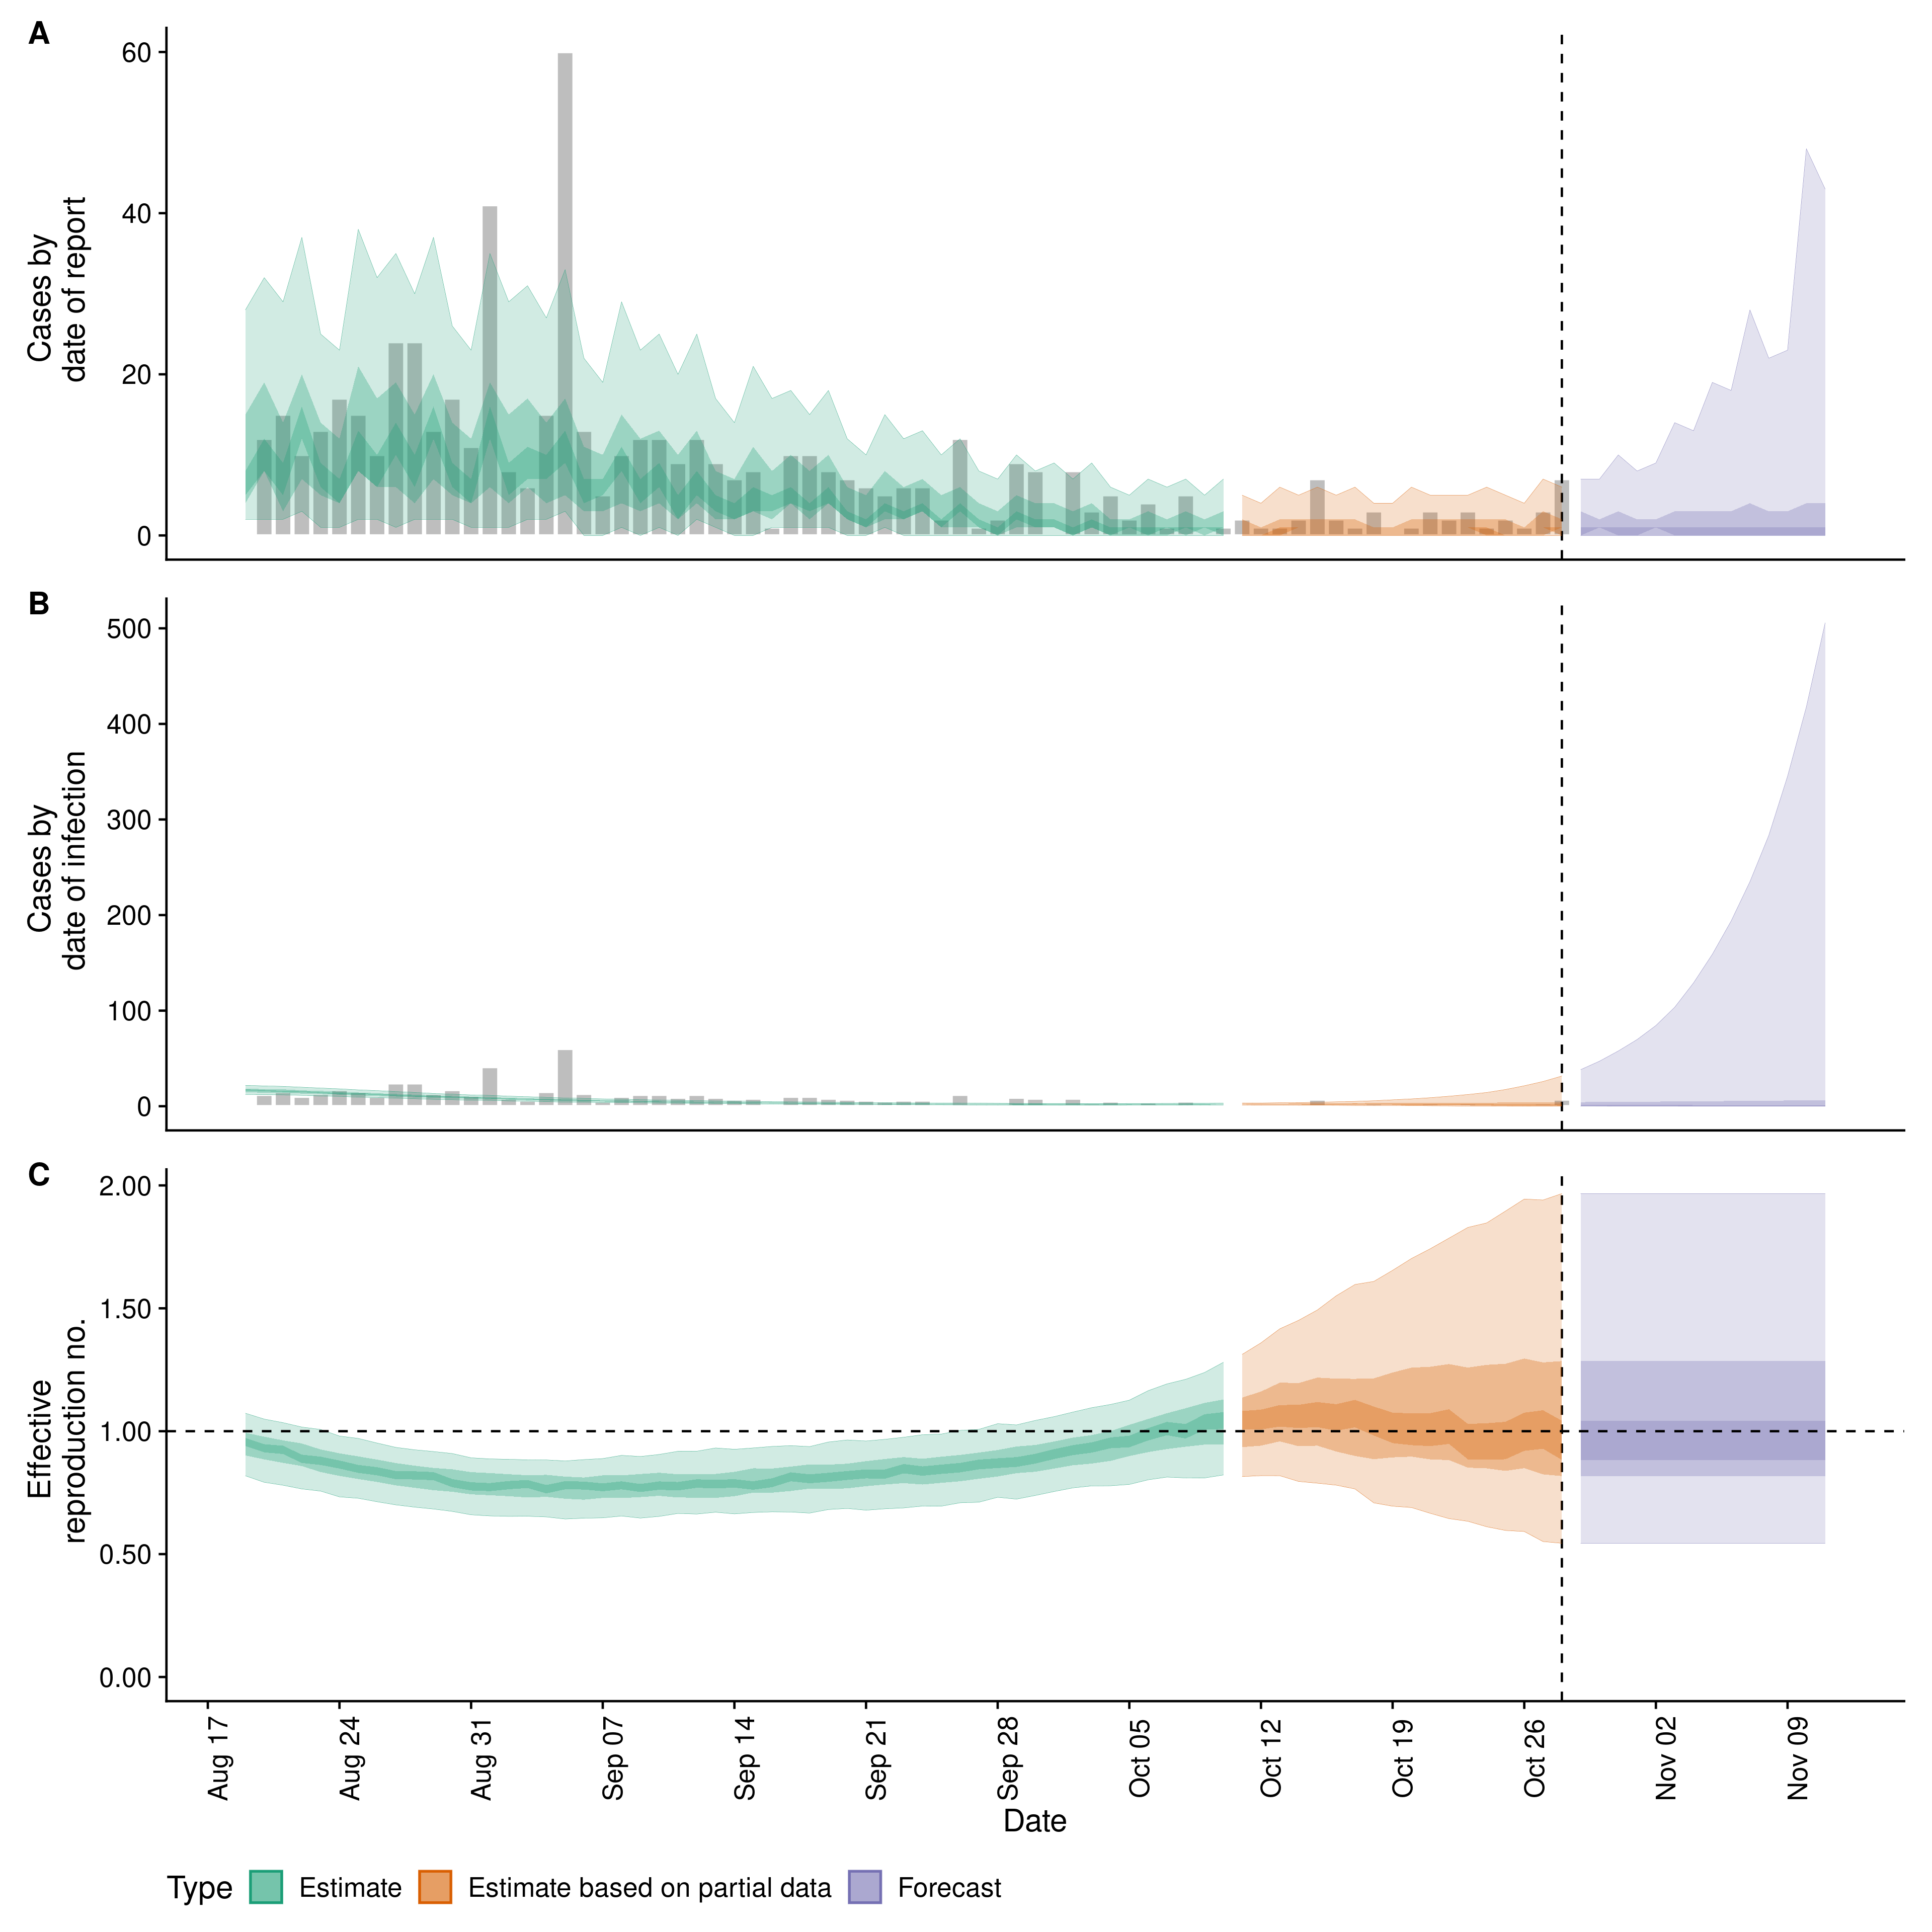 A
60
40
20
0
Cases by
date of report
B
500
400
300
200
100
0
Cases by
date of infection
C
2.00
1.50
1.00
0.50
0.00
Effective
reproduction no.
Aug 17
Aug 24
Aug 31
Sep 07
Sep 14
Sep 21
Sep 28
Oct 05
Oct 12
Oct 19
Oct 26
Nov 02
Nov 09
Date
Type Estimate Estimate based on partial data Forecast